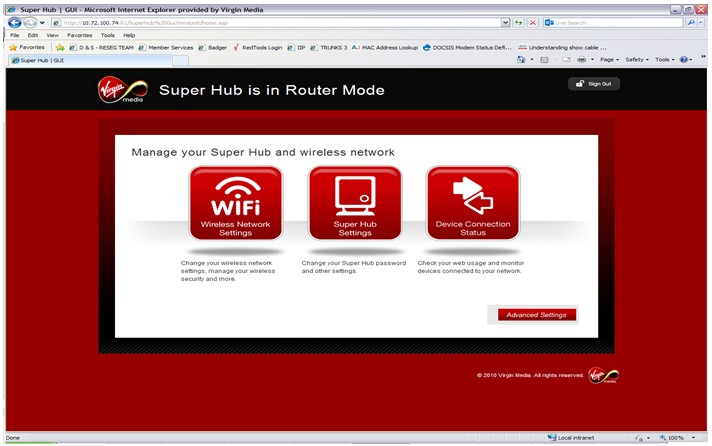 Super Hub | GUI - Microsoft Internet Explorer provided by Virgin Media
http://10.72.100.74:81/Superhub%20Gui/version6/home.asp
Live Search
File Edit View Favorites Tools Help
Favorites D & S - RESEG TEAM Member Services Badger RedTools Login IIP TRUNKS 3 MAC Address Lookup DOCSIS Modem Status Defi... Understanding show cable ...
Super Hub | GUI
Page Safety Tools
Virgin media
Super Hub is in Router Mode
Sign Out
Manage your Super Hub and wireless network
WiFi
Wireless Network Settings
Super Hub Settings
Device Connection Status
Change your wireless network settings, manage your wireless security and more.
Change your Super Hub password and other settings.
Check your web usage and monitor devices connected to your network.
Advanced Settings
© 2010 Virgin Media. All rights reserved.
Virgin media
Done
Local intranet
100%